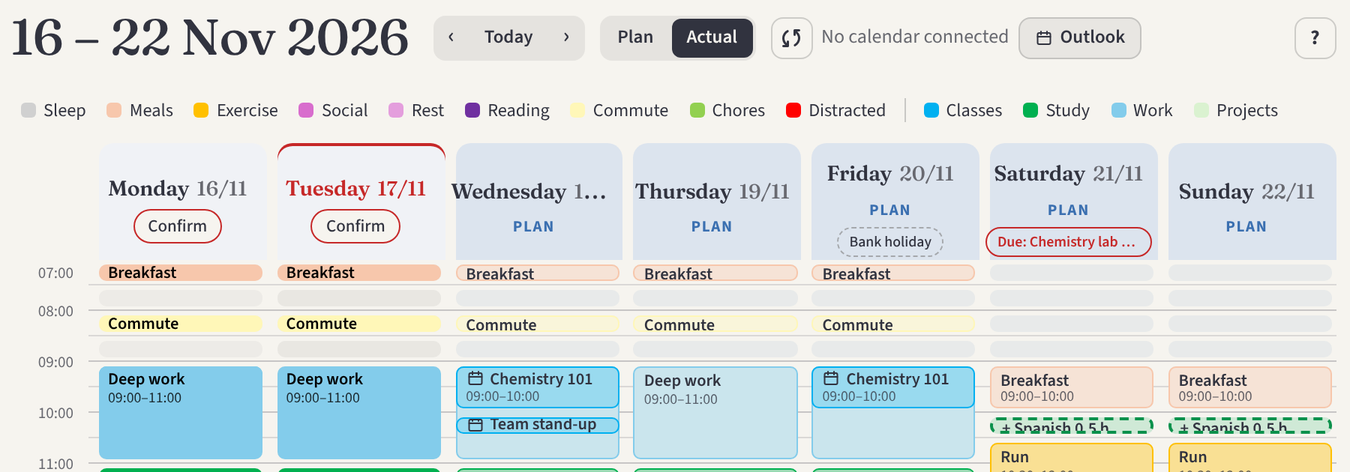 16 – 22 Nov 2026
‹ Today ›
Plan Actual
No calendar connected
Outlook
?
Sleep Meals Exercise Social Rest Reading Commute Chores Distracted Classes Study Work Projects
Monday 16/11
Confirm
Tuesday 17/11
Confirm
Wednesday 1…
PLAN
Thursday 19/11
PLAN
Friday 20/11
PLAN
Bank holiday
Saturday 21/11
PLAN
Due: Chemistry lab …
Sunday 22/11
PLAN
07:00
Breakfast Breakfast Breakfast Breakfast Breakfast
08:00
Commute Commute Commute Commute Commute
09:00
Deep work
09:00–11:00
Deep work
09:00–11:00
Chemistry 101
09:00–10:00
Deep work
09:00–11:00
Chemistry 101
09:00–10:00
Breakfast
09:00–10:00
Breakfast
09:00–10:00
10:00
Team stand-up
+ Spanish 0.5 h
+ Spanish 0.5 h
Run
Run
11:00